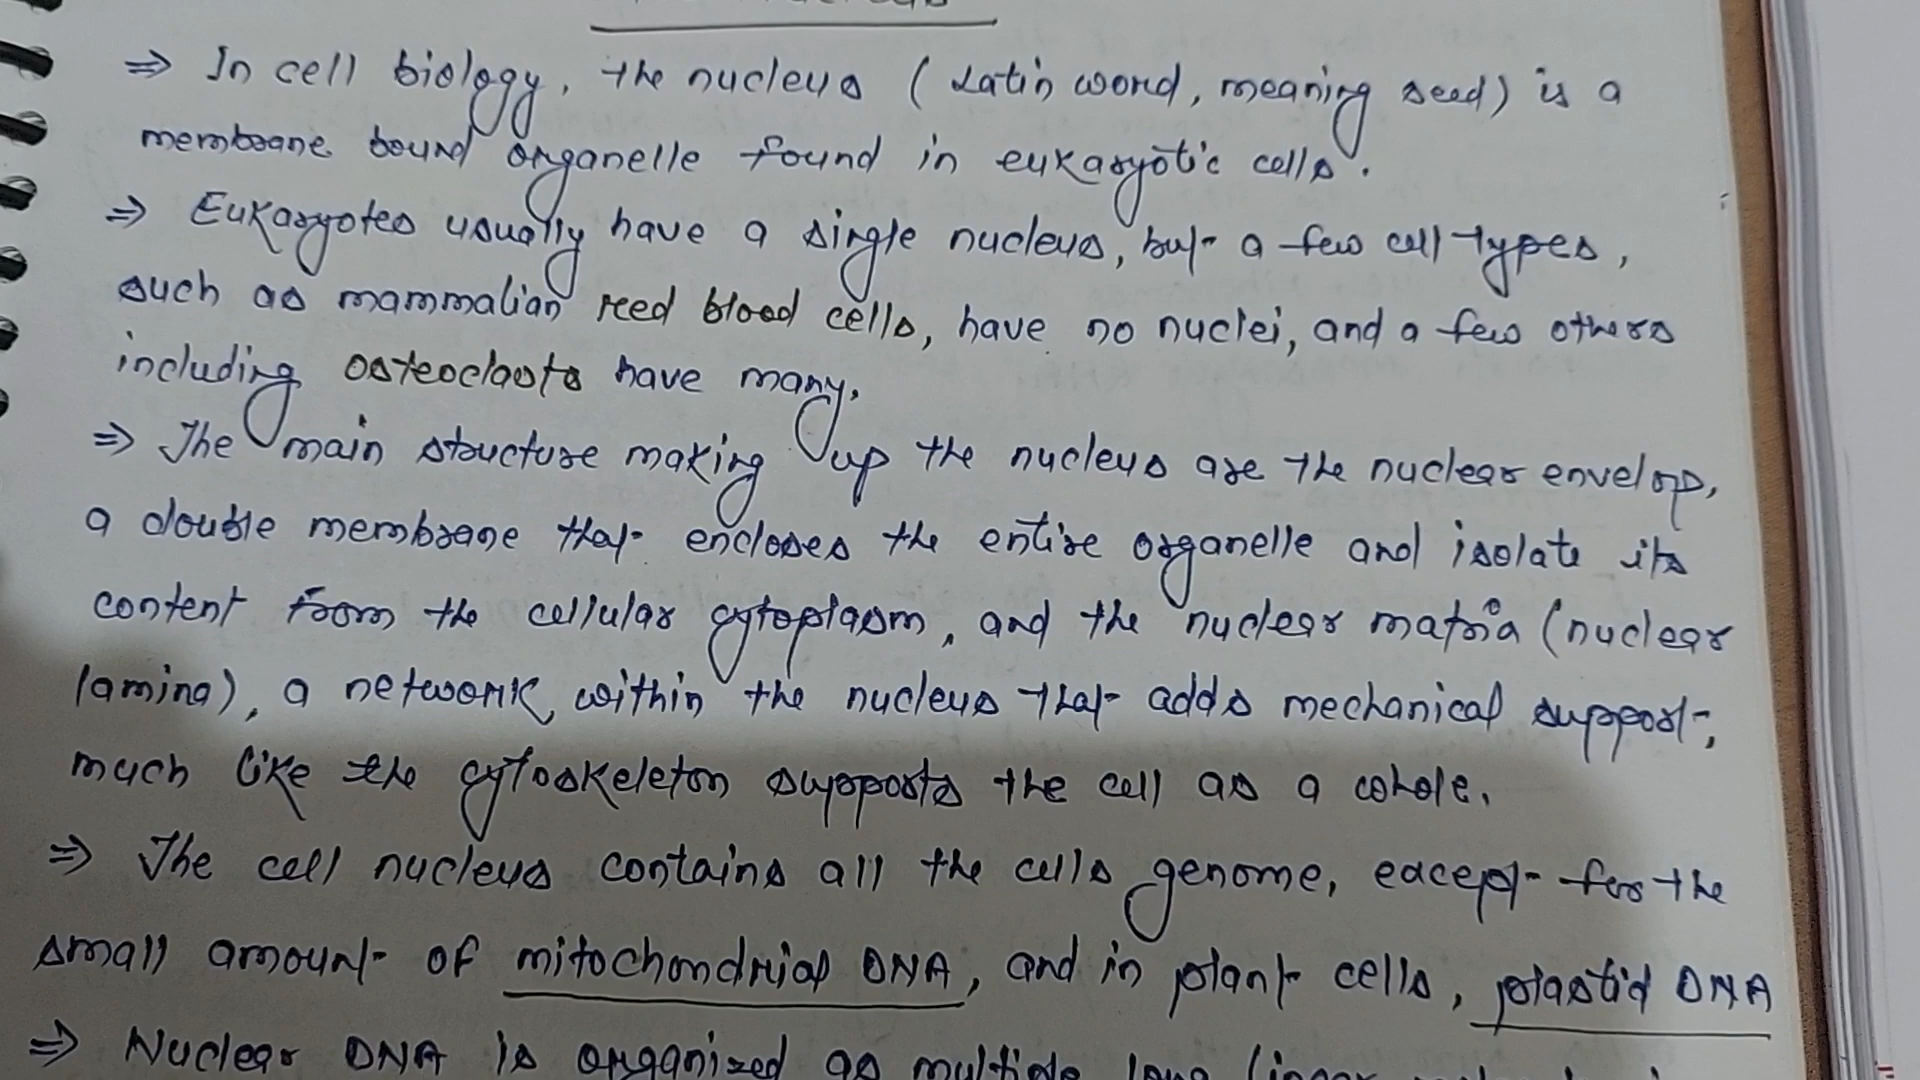 ⇒ In cell biology, the nucleus (Latin word, meaning seed) is a
membrane bound organelle found in eukaryotic cells.
⇒ Eukaryotes usually have a single nucleus, but a few cell types,
such as mammalian reed blood cells, have no nuclei, and a few others
including osteoclasts have many.
⇒ The main structure making up the nucleus are the nuclear envelop,
a double membrane that encloses the entire organelle and isolate its
content from the cellular cytoplasm, and the nuclear (nuclear
lamina), a network within the nucleus that adds mechanical support,
much like the cytoskeleton supports the cell as a whole.
⇒ The cell nucleus contains all the cells genome, except for the
small amount of mitochondrial DNA, and in plant cells, plastid DNA
⇒ Nuclear DNA is organized as multiple long linear